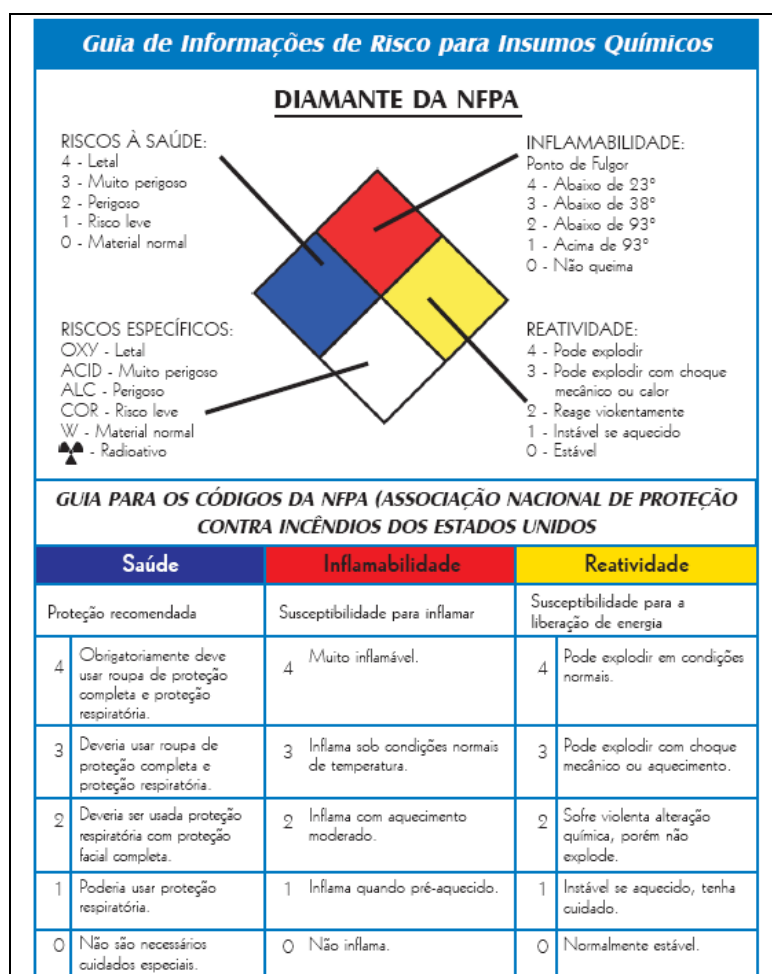 Guia de Informações de Risco para Insumos Químicos
DIAMANTE DA NFPA
RISCOS À SAÚDE:
4 - Letal
3 - Muito perigoso
2 - Perigoso
1 - Risco leve
0 - Material normal
INFLAMABILIDADE:
Ponto de Fulgor
4 - Abaixo de 23º
3 - Abaixo de 38º
2 - Abaixo de 93º
1 - Acima de 93º
0 - Não queima
RISCOS ESPECÍFICOS:
OXY - Letal
ACID - Muito perigoso
ALC - Perigoso
COR - Risco leve
W - Material normal
- Radioativo
REATIVIDADE:
4 - Pode explodir
3 - Pode explodir com choque
mecânico ou calor
2 - Reage viokentamente
1 - Instável se aquecido
0 - Estável
GUIA PARA OS CÓDIGOS DA NFPA (ASSOCIAÇÃO NACIONAL DE PROTEÇÃO
CONTRA INCÊNDIOS DOS ESTADOS UNIDOS
Saúde
Inflamabilidade
Reatividade
Proteção recomendada
Susceptibilidade para inflamar
Susceptibilidade para a
liberação de energia
4 Obrigatoriamente deve
usar roupa de proteção
completa e proteção
respiratória.
4 Muito inflamável.
4 Pode explodir em condições
normais.
3 Deveria usar roupa de
proteção completa e
proteção respiratória.
3 Inflama sob condições normais
de temperatura.
3 Pode explodir com choque
mecânico ou aquecimento.
2 Deveria ser usada proteção
respiratória com proteção
facial completa.
2 Inflama com aquecimento
moderado.
2 Sofre violenta alteração
química, porém não
explode.
1 Poderia usar proteção
respiratória.
1 Inflama quando pré-aquecido.
1 Instável se aquecido, tenha
cuidado.
0 Não são necessários
cuidados especiais.
0 Não inflama.
0 Normalmente estável.